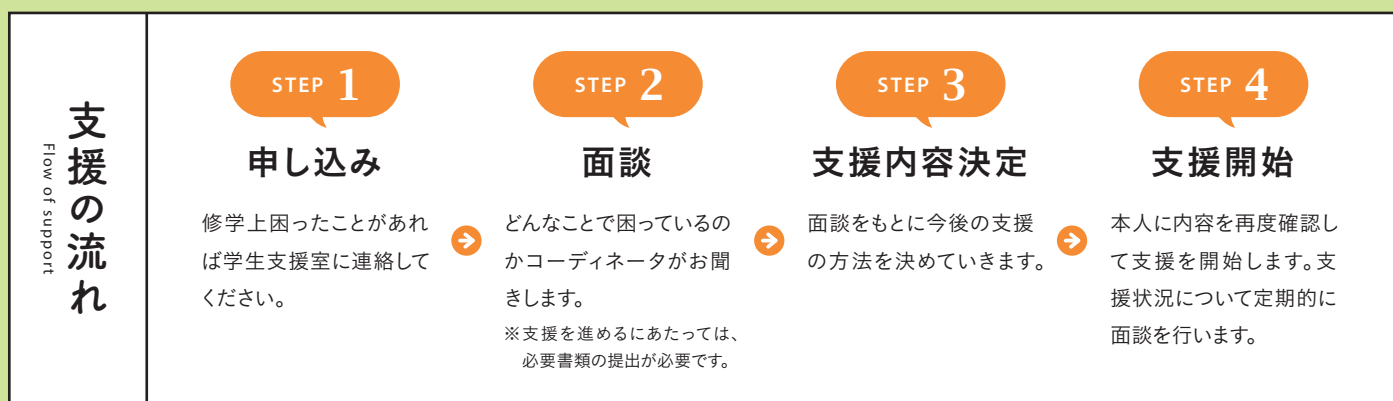 支援の流れ
Flow of support
STEP 1
申し込み
修学上困ったことがあれ
ば学生支援室に連絡して
ください。
STEP 2
面談
どんなことで困っているの
かコーディネータがお聞
きします。
※支援を進めるにあたっては、
必要書類の提出が必要です。
STEP 3
支援内容決定
面談をもとに今後の支援
の方法を決めていきます。
STEP 4
支援開始
本人に内容を再度確認し
て支援を開始します。支
援状況について定期的に
面談を行います。